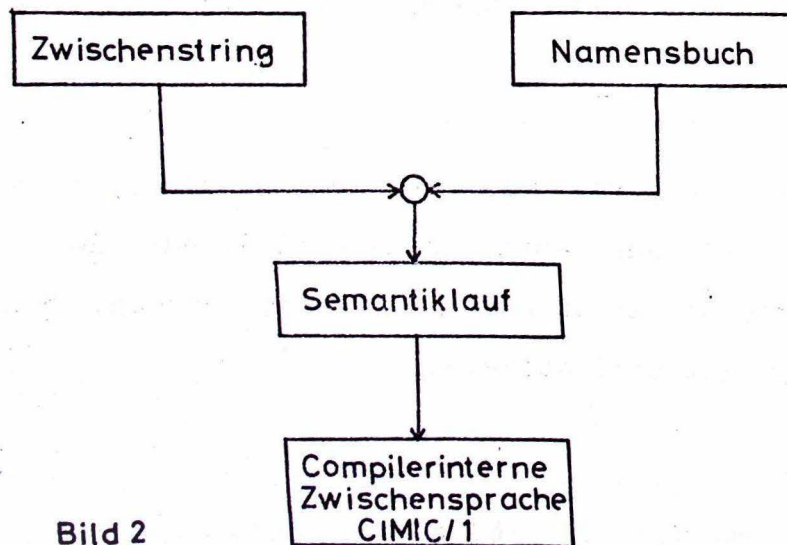 Zwischenstring
Namensbuch
Semantiklauf
Compilerinterne
Zwischensprache
CIMIC/1
Bild 2